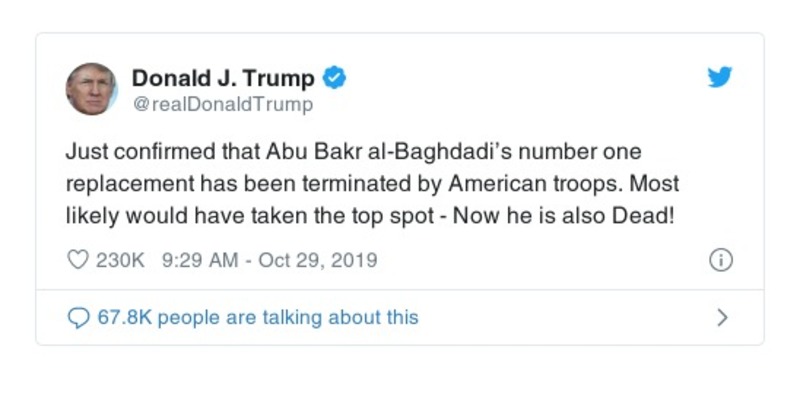 Donald J. Trump
@realDonaldTrump
Just confirmed that Abu Bakr al-Baghdadi’s number one
replacement has been terminated by American troops. Most
likely would have taken the top spot - Now he is also Dead!
230K 9:29 AM - Oct 29, 2019
67.8K people are talking about this